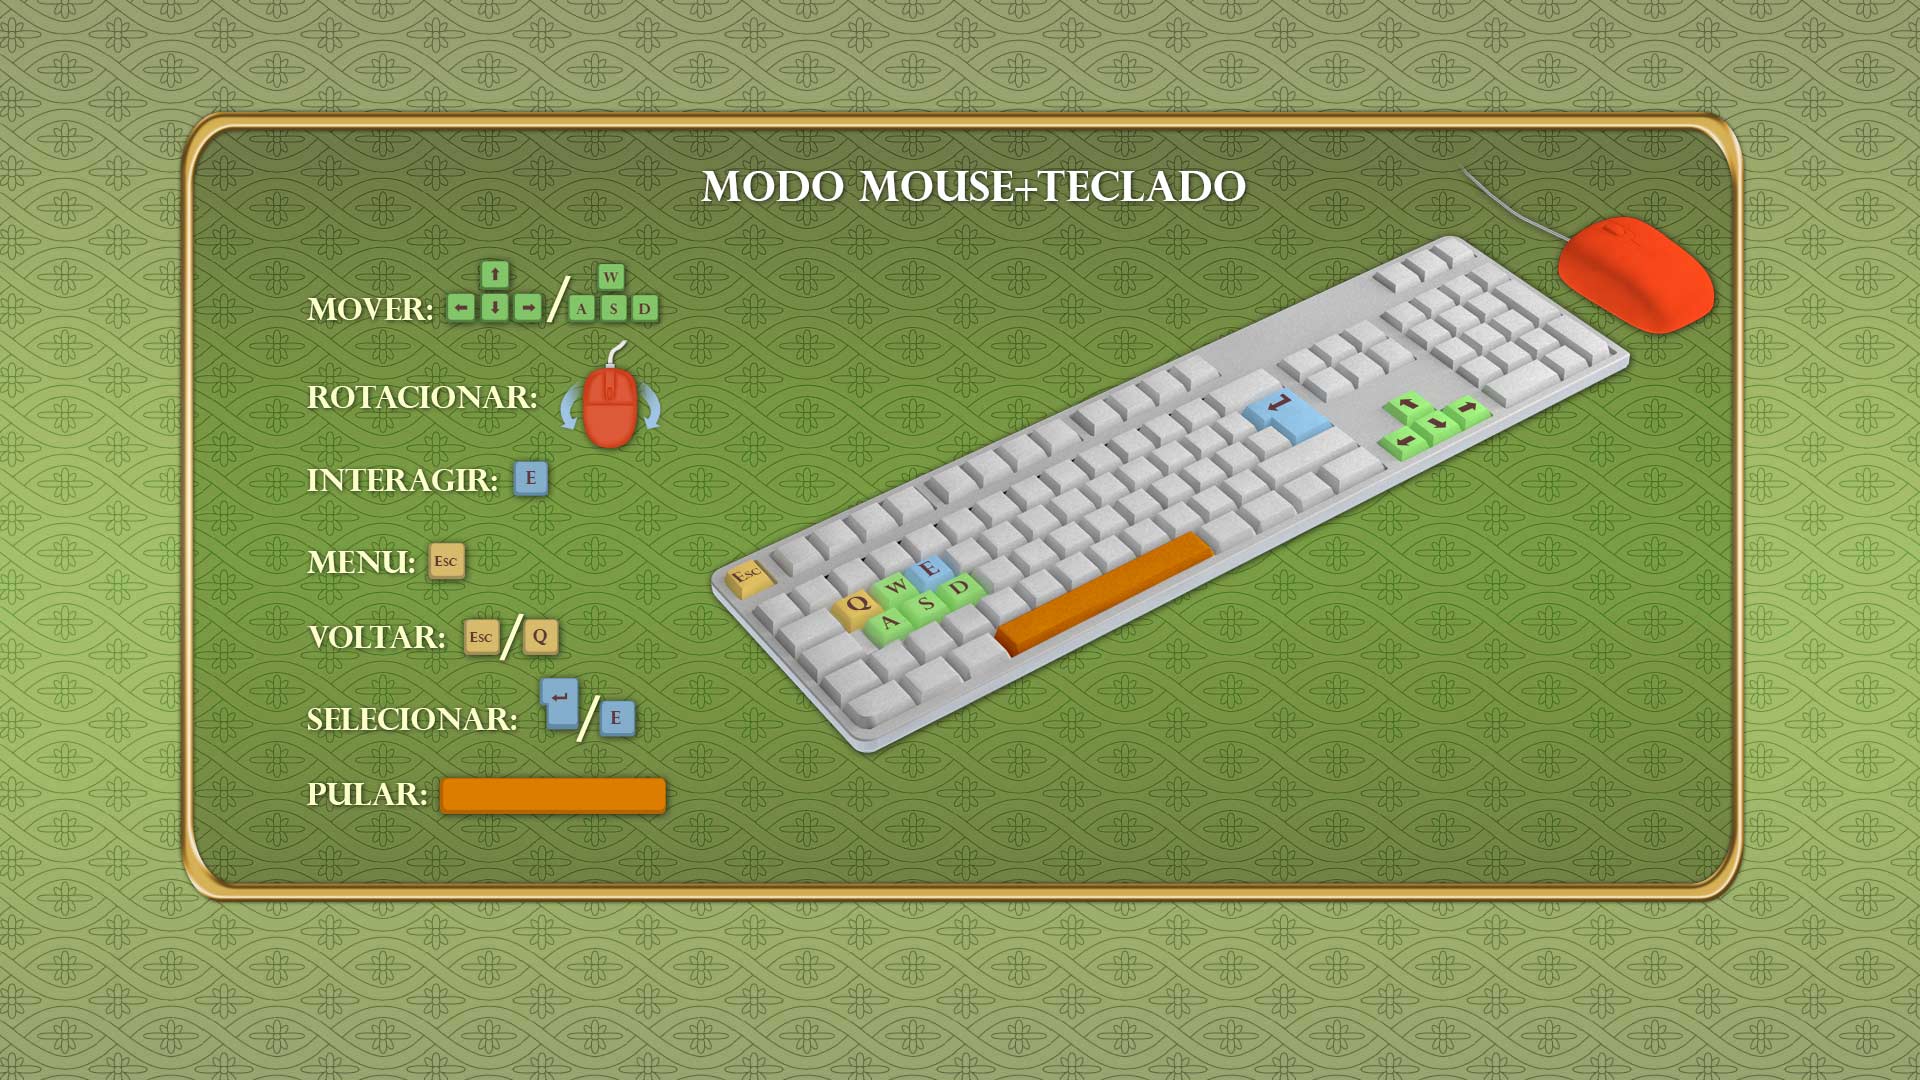 MODO MOUSE+TECLADO
MOVER: ↑ ← ↓ → / W A S D
ROTACIONAR:
INTERAGIR: E
MENU: ESC
VOLTAR: ESC / Q
SELECIONAR: ↵ / E
PULAR:
ESC Q W E
A S D
↵
↑ ← ↓ →